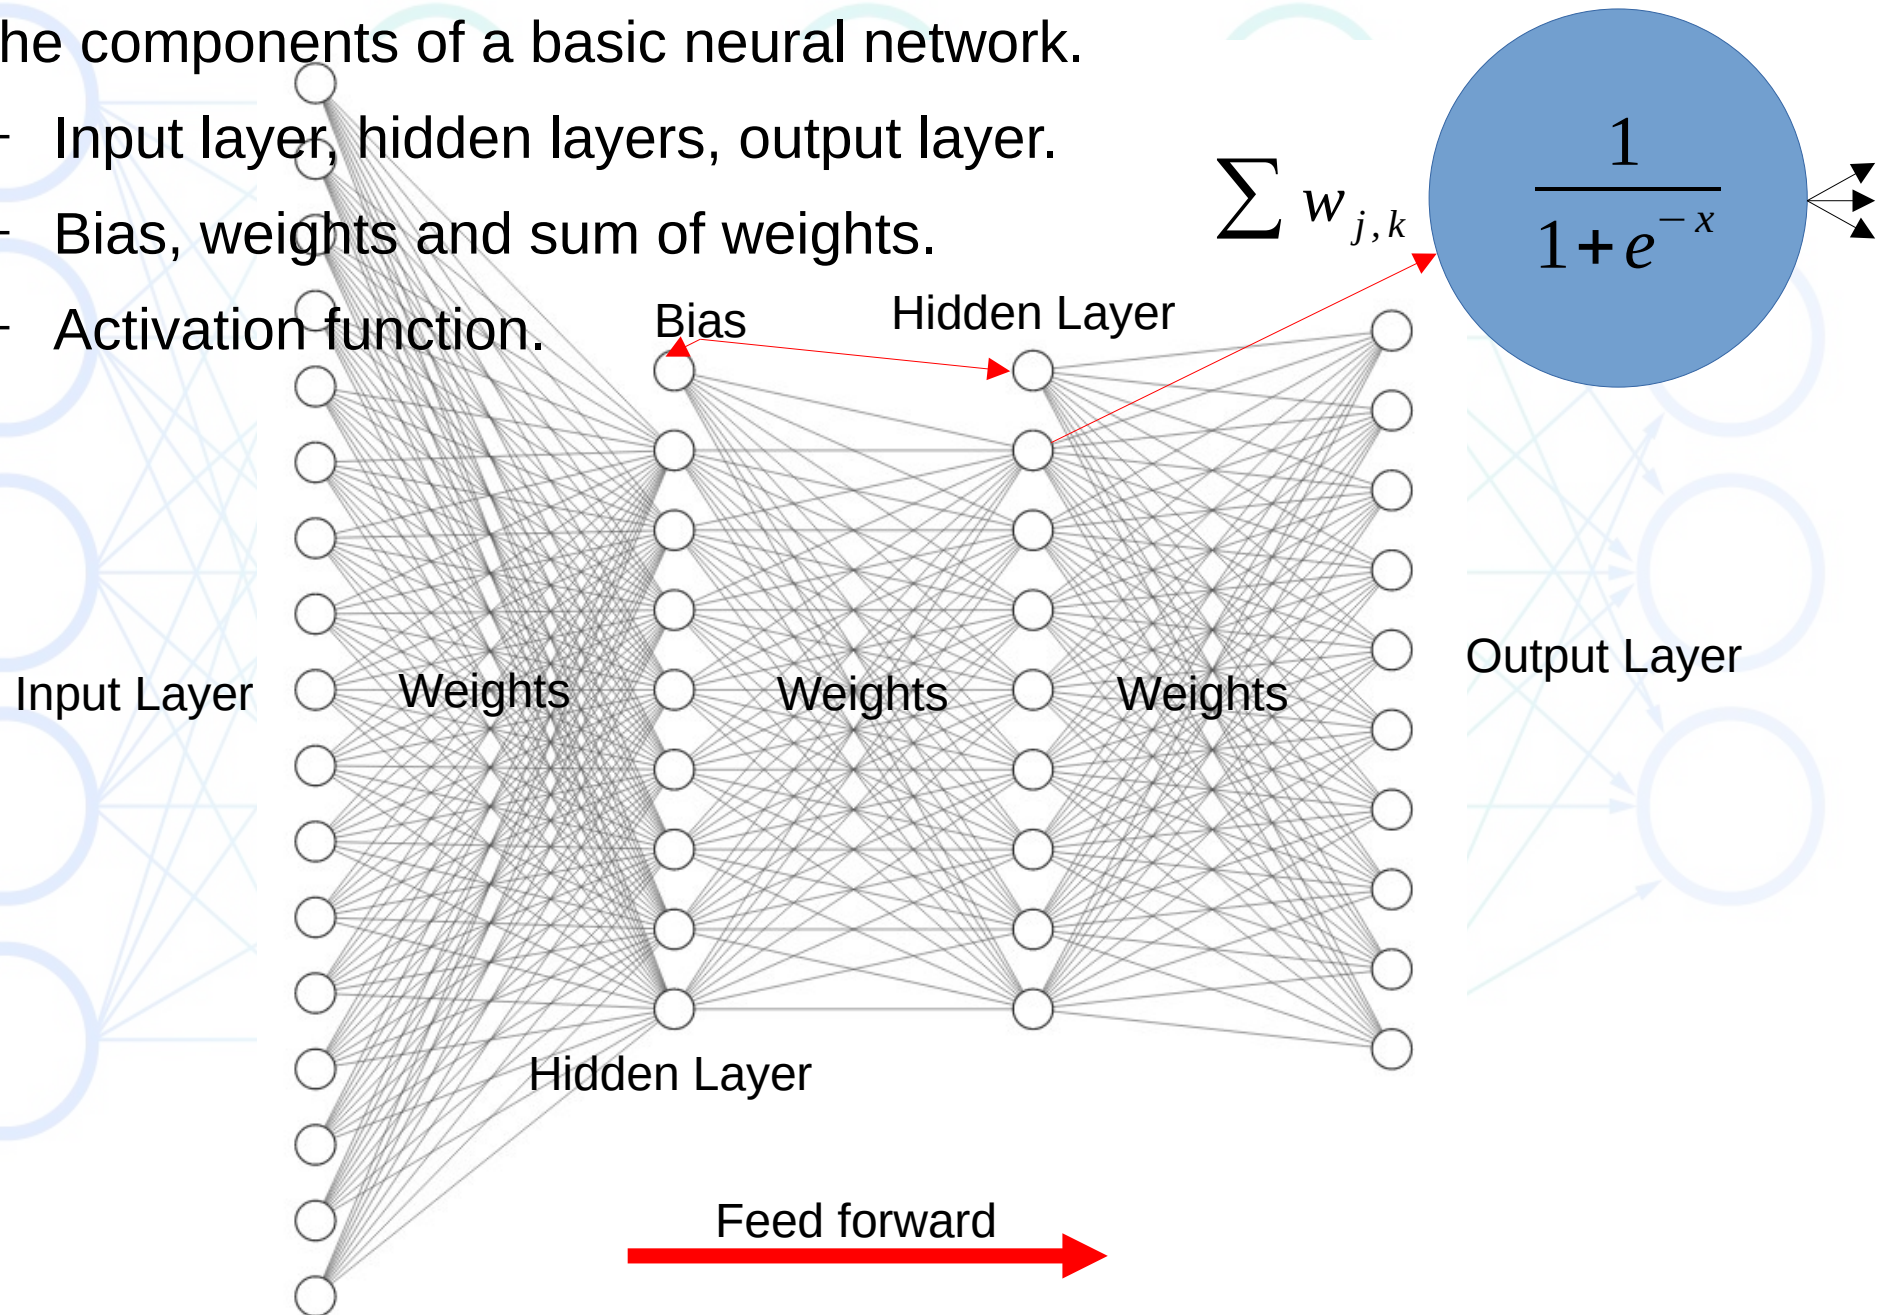 he components of a basic neural network.
– Input layer, hidden layers, output layer.
– Bias, weights and sum of weights.
– Activation function.
∑ w j,k
1
1+e^−x
Bias
Hidden Layer
Input Layer
Weights
Weights
Weights
Output Layer
Hidden Layer
Feed forward